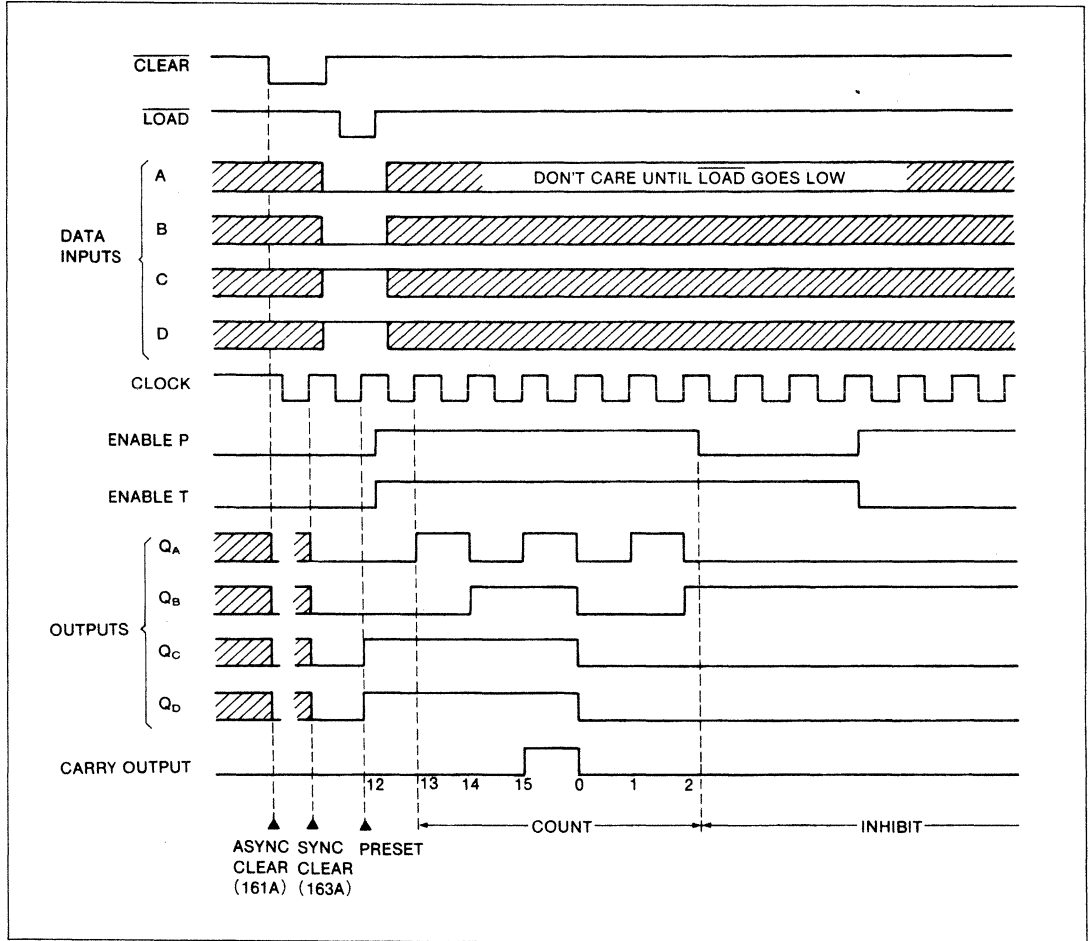 CLEAR
LOAD
A DON'T CARE UNTIL LOAD GOES LOW
B
DATA
INPUTS
C
D
CLOCK
ENABLE P
ENABLE T
QA
QB
OUTPUTS
QC
QD
CARRY OUTPUT
12 13 14 15 0 1 2
COUNT INHIBIT
ASYNC SYNC PRESET
CLEAR CLEAR
(161A) (163A)